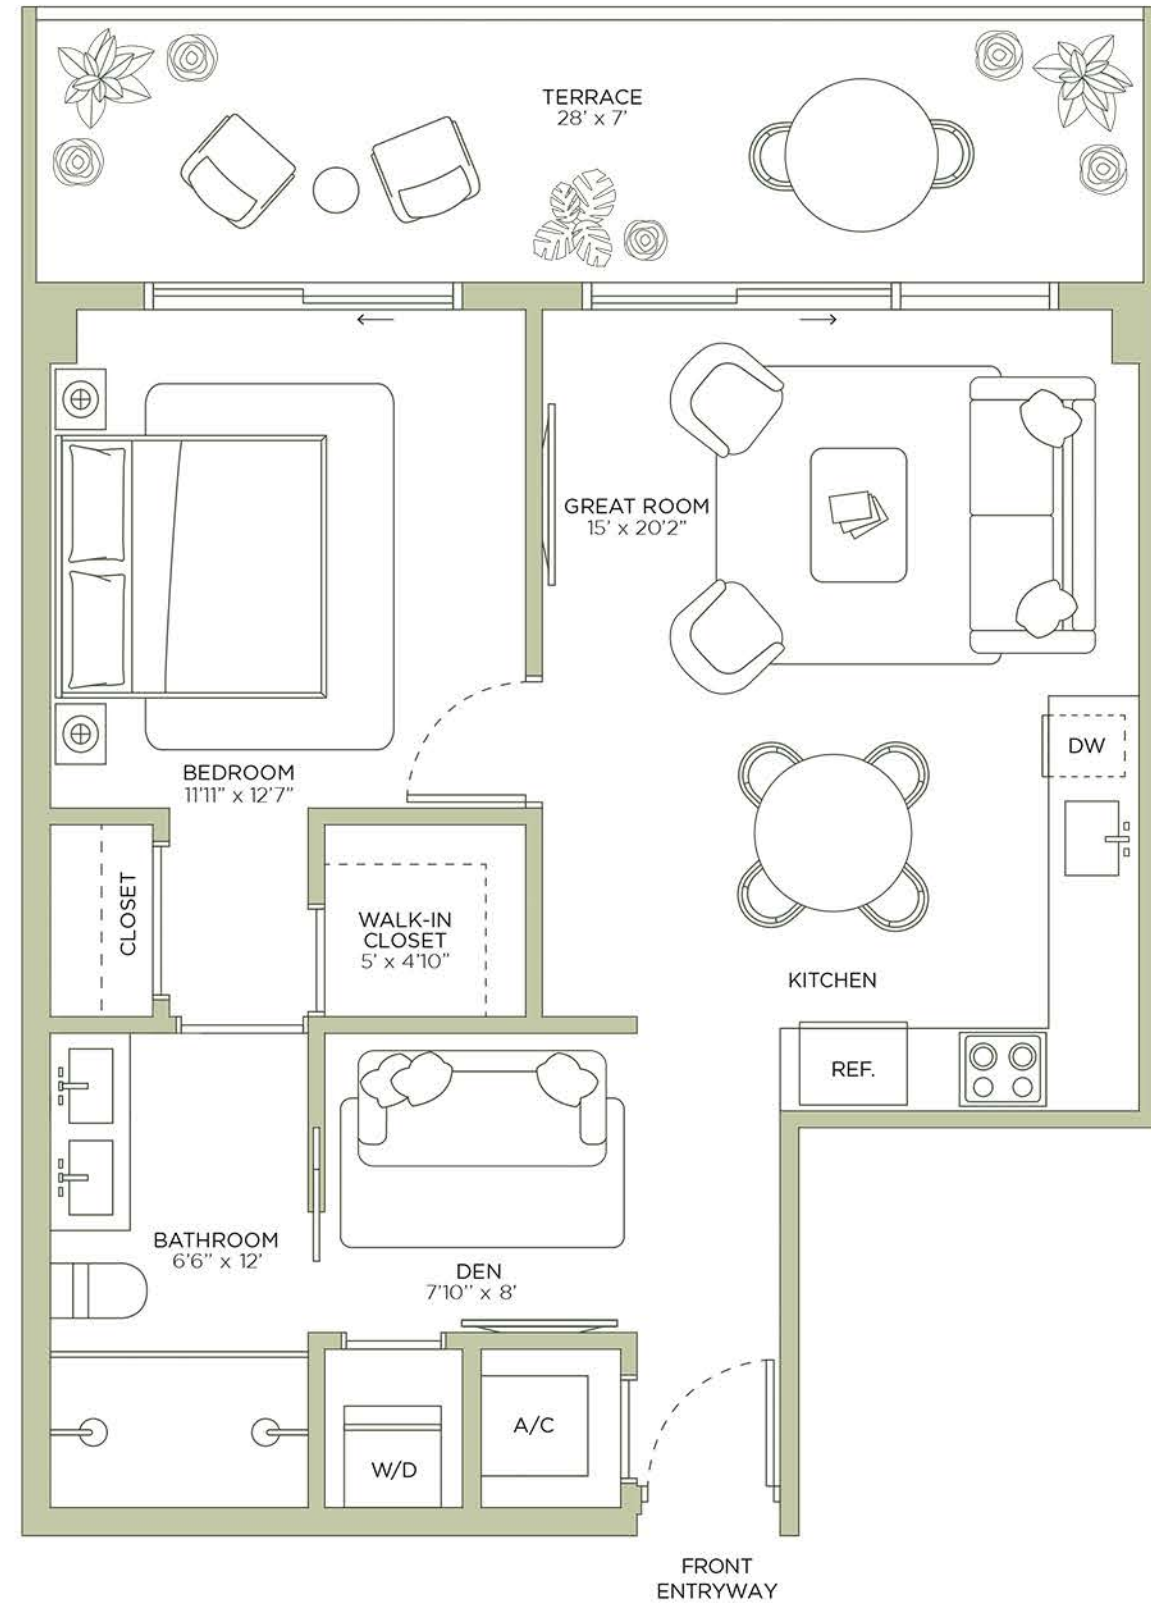 TERRACE
28' x 7'
GREAT ROOM
15' x 20'2"
DW
BEDROOM
11'11" x 12'7"
CLOSET
WALK-IN
CLOSET
5' x 4'10"
KITCHEN
REF.
BATHROOM
6'6" x 12'
DEN
7'10" x 8'
A/C
W/D
FRONT
ENTRYWAY